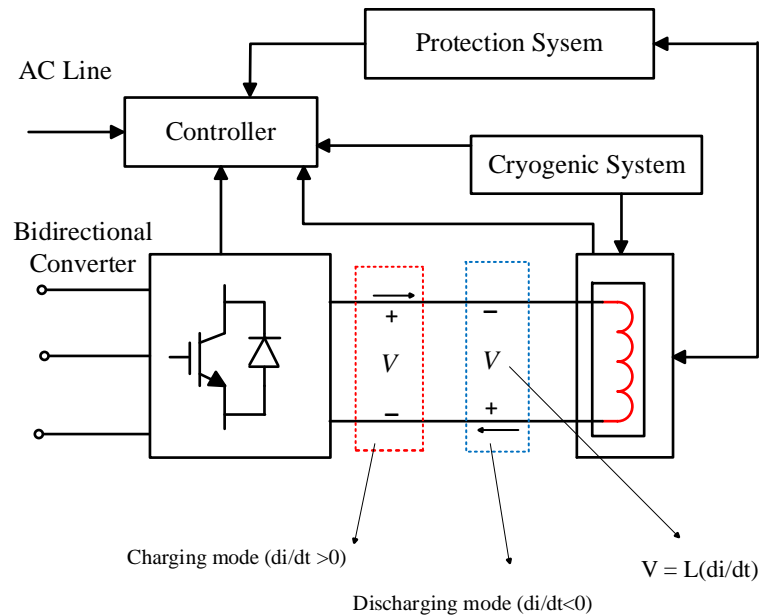 Protection Sysem
AC Line
Controller
Cryogenic System
Bidirectional
Converter
+
−
V
V
−
+
Charging mode (di/dt >0)
V = L(di/dt)
Discharging mode (di/dt<0)